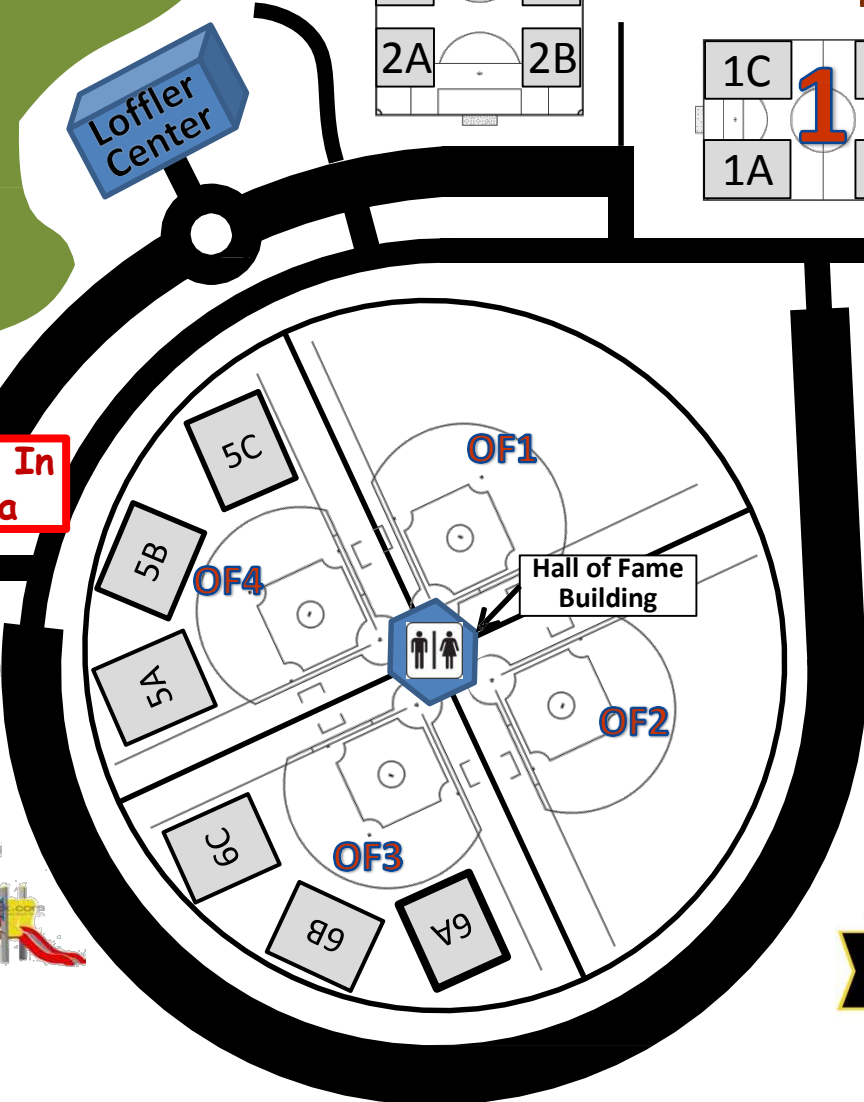 2A
2B
1C
1
1A
Loffler
Center
In
a
5C
OF1
5B
OF4
Hall of Fame
Building
5A
OF2
6C
OF3
6B
6A